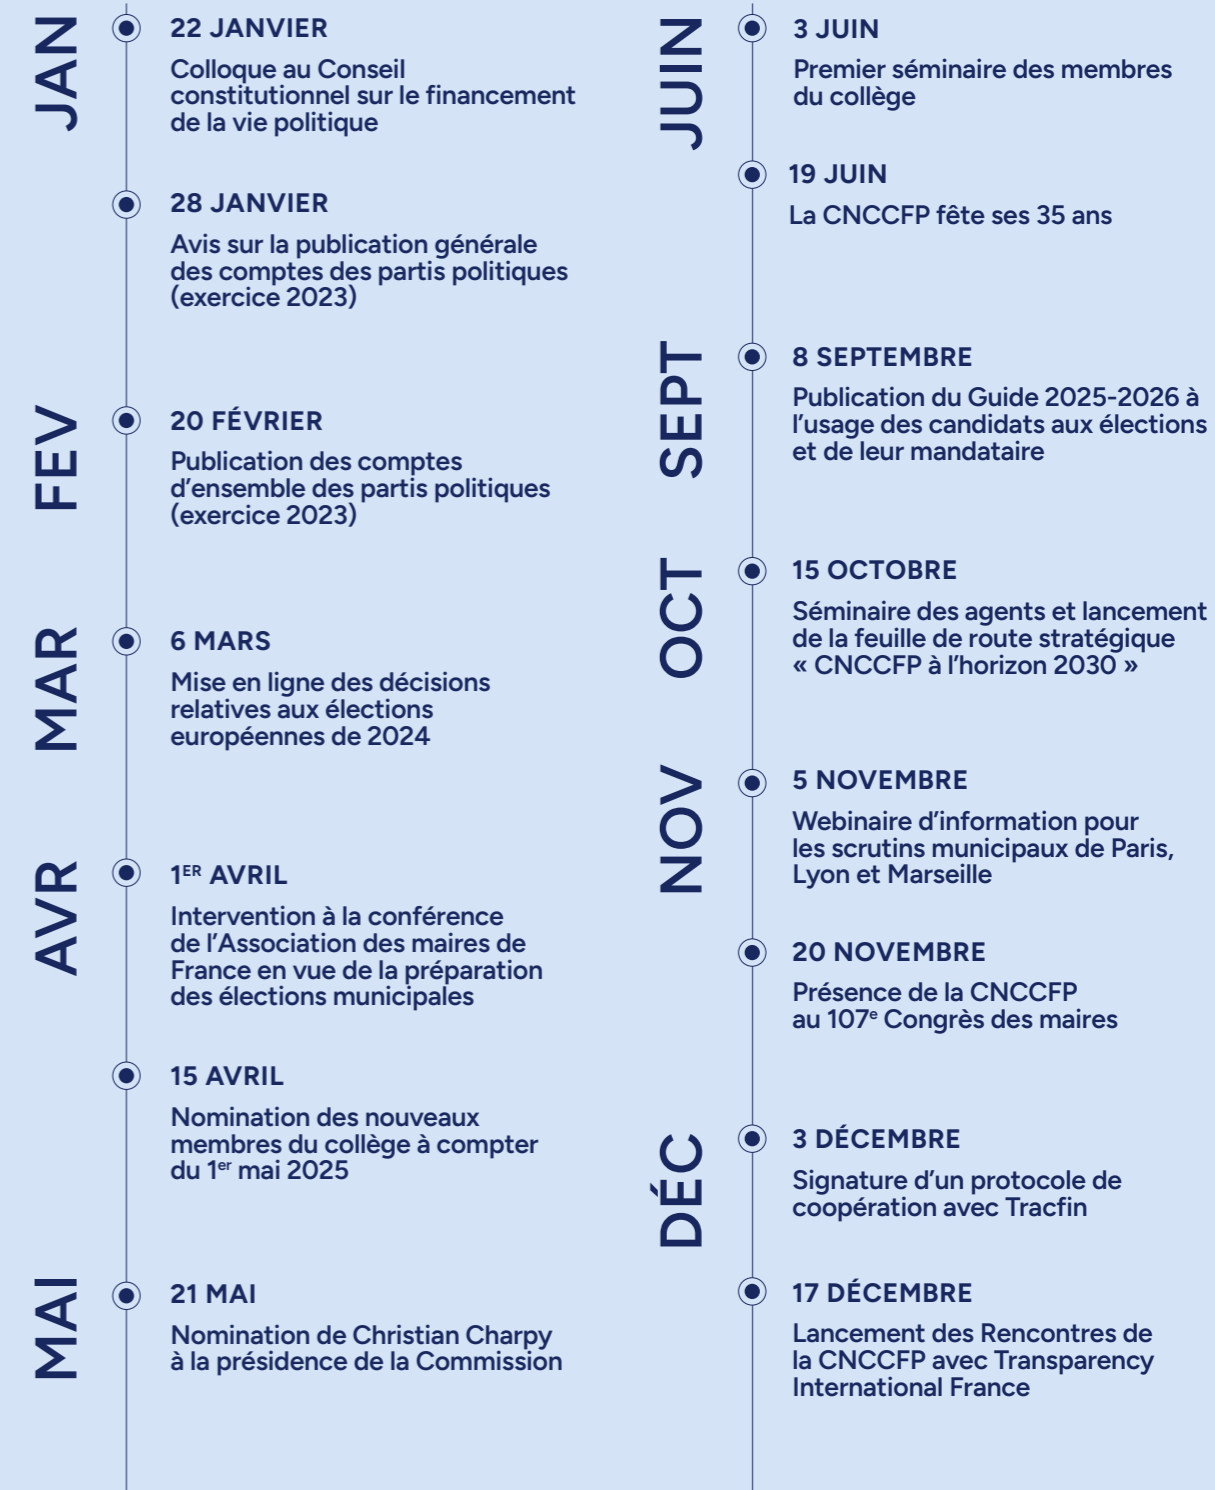 JAN
22 JANVIER
Colloque au Conseil
constitutionnel sur le financement
de la vie politique
28 JANVIER
Avis sur la publication générale
des comptes des partis politiques
(exercice 2023)
FEV
20 FÉVRIER
Publication des comptes
d’ensemble des partis politiques
(exercice 2023)
MAR
6 MARS
Mise en ligne des décisions
relatives aux élections
européennes de 2024
AVR
1ER AVRIL
Intervention à la conférence
de l’Association des maires de
France en vue de la préparation
des élections municipales
15 AVRIL
Nomination des nouveaux
membres du collège à compter
du 1er mai 2025
MAI
21 MAI
Nomination de Christian Charpy
à la présidence de la Commission
JUIN
3 JUIN
Premier séminaire des membres
du collège
19 JUIN
La CNCCFP fête ses 35 ans
SEPT
8 SEPTEMBRE
Publication du Guide 2025-2026 à
l’usage des candidats aux élections
et de leur mandataire
OCT
15 OCTOBRE
Séminaire des agents et lancement
de la feuille de route stratégique
« CNCCFP à l’horizon 2030 »
NOV
5 NOVEMBRE
Webinaire d’information pour
les scrutins municipaux de Paris,
Lyon et Marseille
20 NOVEMBRE
Présence de la CNCCFP
au 107e Congrès des maires
DÉC
3 DÉCEMBRE
Signature d’un protocole de
coopération avec Tracfin
17 DÉCEMBRE
Lancement des Rencontres de
la CNCCFP avec Transparency
International France